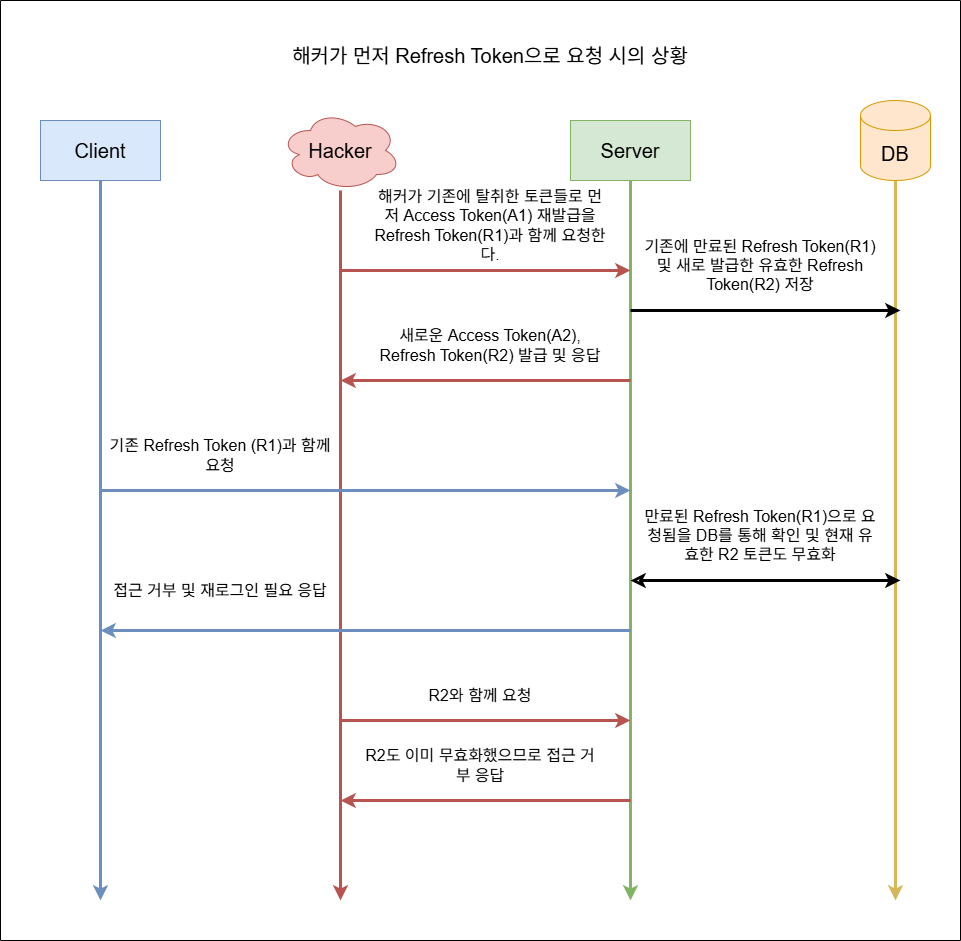 해커가 먼저 Refresh Token으로 요청 시의 상황
Client
Hacker
Server
DB
해커가 기존에 탈취한 토큰들로 먼
저 Access Token(A1) 재발급을
Refresh Token(R1)과 함께 요청한
다.
기존에 만료된 Refresh Token(R1)
및 새로 발급한 유효한 Refresh
Token(R2) 저장
새로운 Access Token(A2),
Refresh Token(R2) 발급 및 응답
기존 Refresh Token (R1)과 함께
요청
만료된 Refresh Token(R1)으로 요
청됨을 DB를 통해 확인 및 현재 유
효한 R2 토큰도 무효화
접근 거부 및 재로그인 필요 응답
R2와 함께 요청
R2도 이미 무효화했으므로 접근 거
부 응답